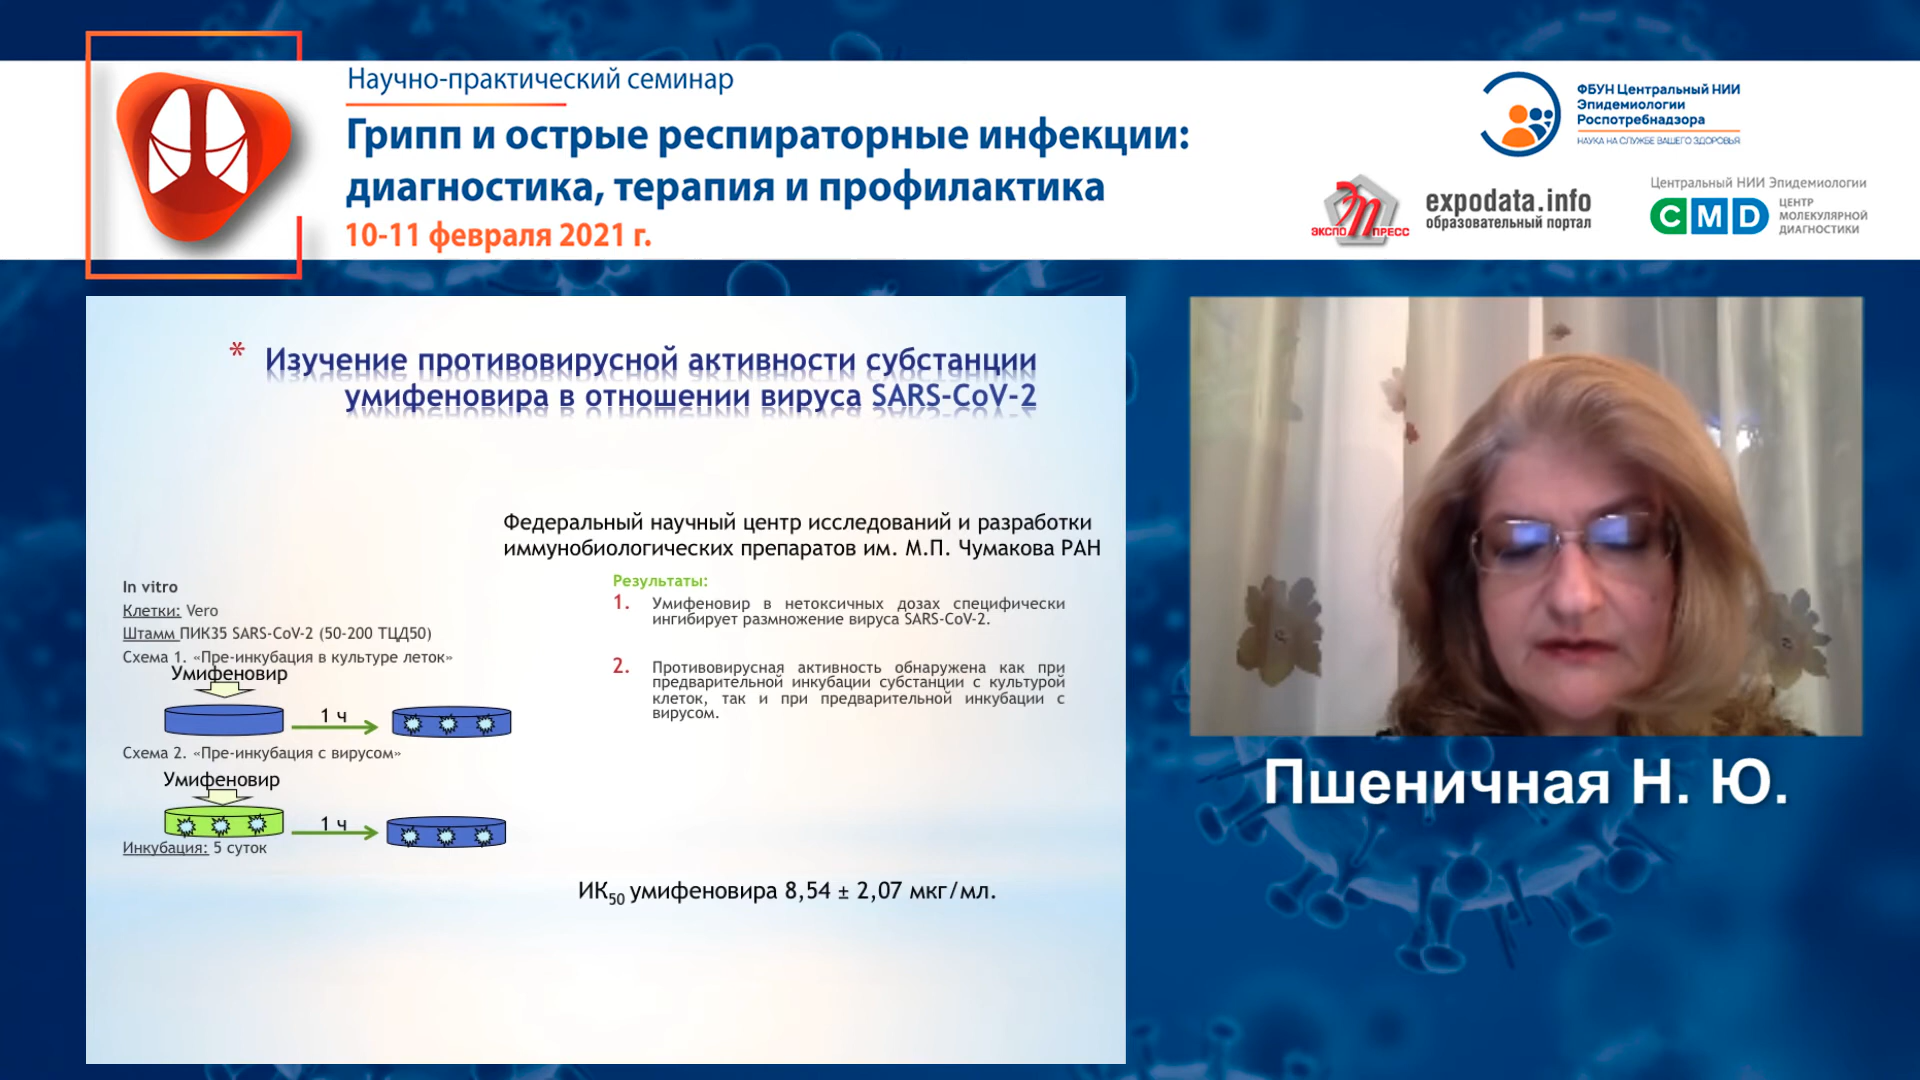 Научно-практический семинар
Грипп и острые респираторные инфекции:
диагностика, терапия и профилактика
10-11 февраля 2021 г.
ФБУН Центральный НИИ
Эпидемиологии
Роспотребнадзора
НАУКА НА СЛУЖБЕ ВАШЕГО ЗДОРОВЬЯ
ЭКСПО ПРЕСС
expodata.info
образовательный портал
Центральный НИИ Эпидемиологии
CMD
ЦЕНТР
МОЛЕКУЛЯРНОЙ
ДИАГНОСТИКИ
* Изучение противовирусной активности субстанции
умифеновира в отношении вируса SARS-CoV-2
Федеральный научный центр исследований и разработки
иммунобиологических препаратов им. М.П. Чумакова РАН
In vitro
Клетки: Vero
Штамм ПИК35 SARS-CoV-2 (50-200 ТЦД50)
Схема 1. «Пре-инкубация в культуре леток»
Умифеновир
1 ч
Схема 2. «Пре-инкубация с вирусом»
Умифеновир
1 ч
Инкубация: 5 суток
Результаты:
1. Умифеновир в нетоксичных дозах специфически
ингибирует размножение вируса SARS-CoV-2.
2. Противовирусная активность обнаружена как при
предварительной инкубации субстанции с культурой
клеток, так и при предварительной инкубации с
вирусом.
ИК50 умифеновира 8,54 ± 2,07 мкг/мл.
Пшеничная Н. Ю.